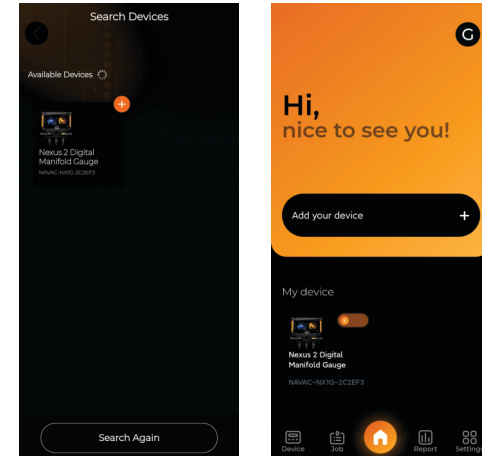 Search Devices
Available Devices
Nexus 2 Digital
Manifold Gauge
NAVAC-NX1G-2C2EF3
Search Again
G
Hi,
nice to see you!
Add your device
My device
Nexus 2 Digital
Manifold Gauge
NAVAC-NX1G-2C2EF3
Device
Job
Report
Settings